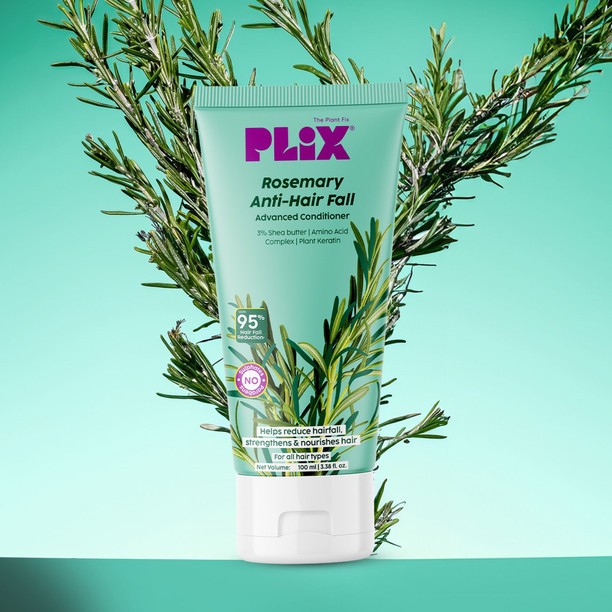 The Plant Fix
PLiX®
Rosemary
Anti-Hair Fall
Advanced Conditioner
3% Shea butter | Amino Acid
Complex | Plant Keratin
95%
Hair Fall
Reduction*
Sulphates
NO
Parabens
Helps reduce hairfall,
strengthens & nourishes hair
For all hair types
Net Volume: 100 ml | 3.38 fl. oz.